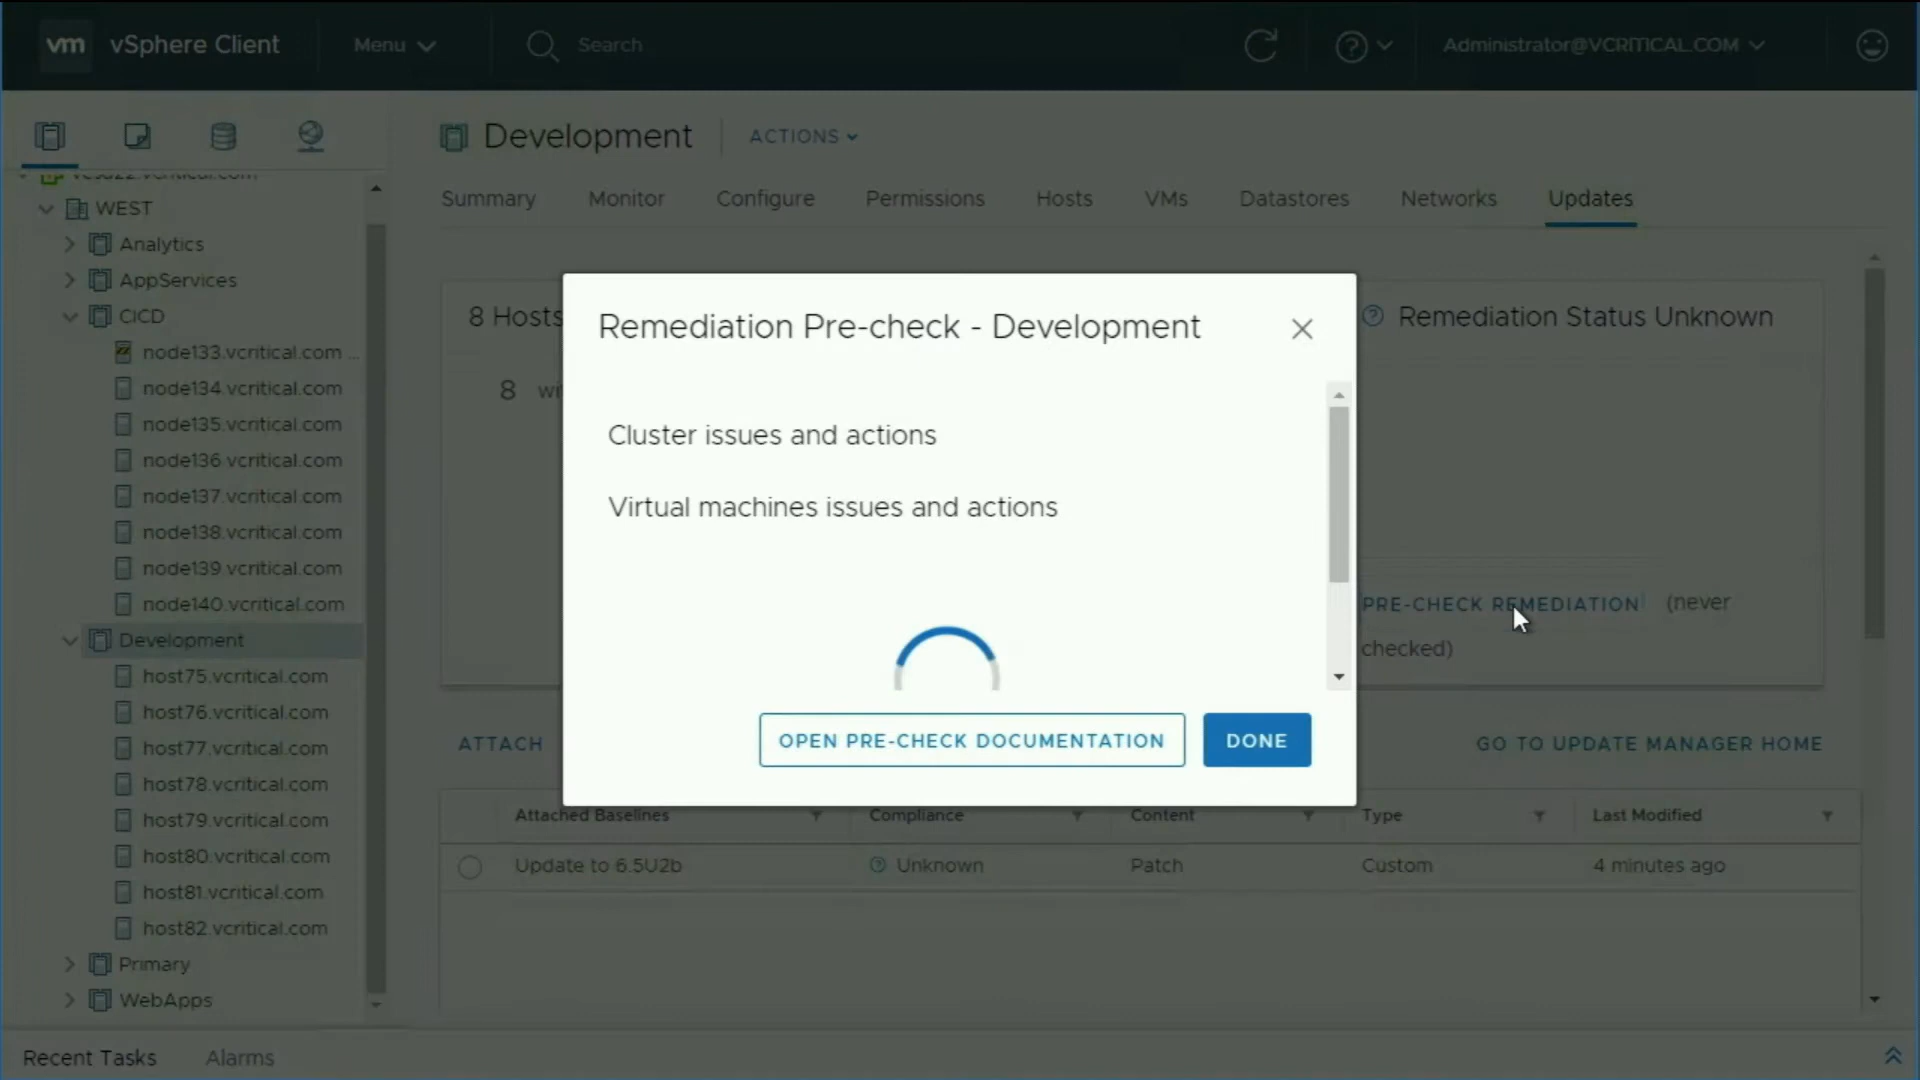 vm vSphere Client Menu Search Administrator@VCRITICAL.COM
Development ACTIONS
Summary Monitor Configure Permissions Hosts VMs Datastores Networks Updates
WEST
Analytics
AppServices
CICD
node133.vcritical.com ...
node134.vcritical.com
node135.vcritical.com
node136.vcritical.com
node137.vcritical.com
node138.vcritical.com
node139.vcritical.com
node140.vcritical.com
Development
host75.vcritical.com
host76.vcritical.com
host77.vcritical.com
host78.vcritical.com
host79.vcritical.com
host80.vcritical.com
host81.vcritical.com
host82.vcritical.com
Primary
WebApps
8 Hosts
8
Remediation Status Unknown
PRE-CHECK REMEDIATION (never
checked)
Remediation Pre-check - Development
Cluster issues and actions
Virtual machines issues and actions
OPEN PRE-CHECK DOCUMENTATION DONE
ATTACH GO TO UPDATE MANAGER HOME
Attached Baselines Compliance Content Type Last Modified
Update to 6.5U2b Unknown Patch Custom 4 minutes ago
Recent Tasks Alarms